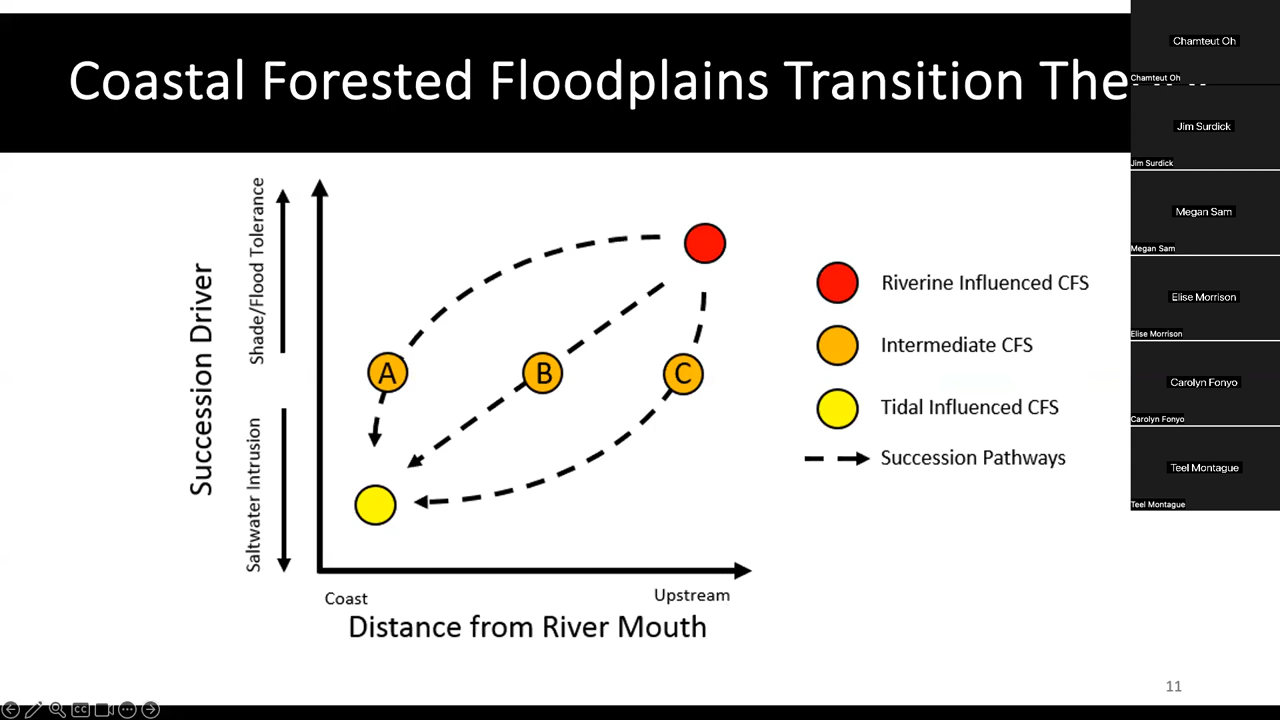 Coastal Forested Floodplains Transition
Chamteut Oh
Chamteut Oh
Jim Surdick
Jim Surdick
Megan Sam
Megan Sam
Elise Morrison
Elise Morrison
Carolyn Fonyo
Carolyn Fonyo
Teel Montague
Teel Montague
Succession Driver
Shade/Flood Tolerance
Saltwater Intrusion
A
B
C
Riverine Influenced CFS
Intermediate CFS
Tidal Influenced CFS
Succession Pathways
Coast
Upstream
Distance from River Mouth
11
CC